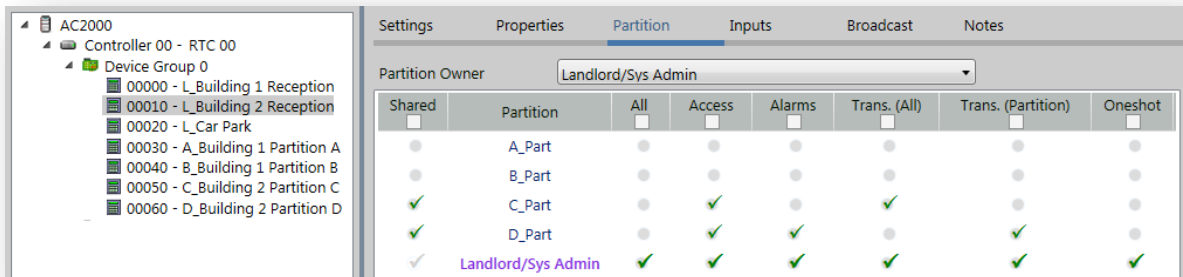 AC2000
Controller 00 - RTC 00
Device Group 0
00000 - L_Building 1 Reception
00010 - L_Building 2 Reception
00020 - L_Car Park
00030 - A_Building 1 Partition A
00040 - B_Building 1 Partition B
00050 - C_Building 2 Partition C
00060 - D_Building 2 Partition D
Settings Properties Partition Inputs Broadcast Notes
Partition Owner Landlord/Sys Admin
Shared Partition All Access Alarms Trans. (All) Trans. (Partition) Oneshot
A_Part
B_Part
C_Part
D_Part
Landlord/Sys Admin